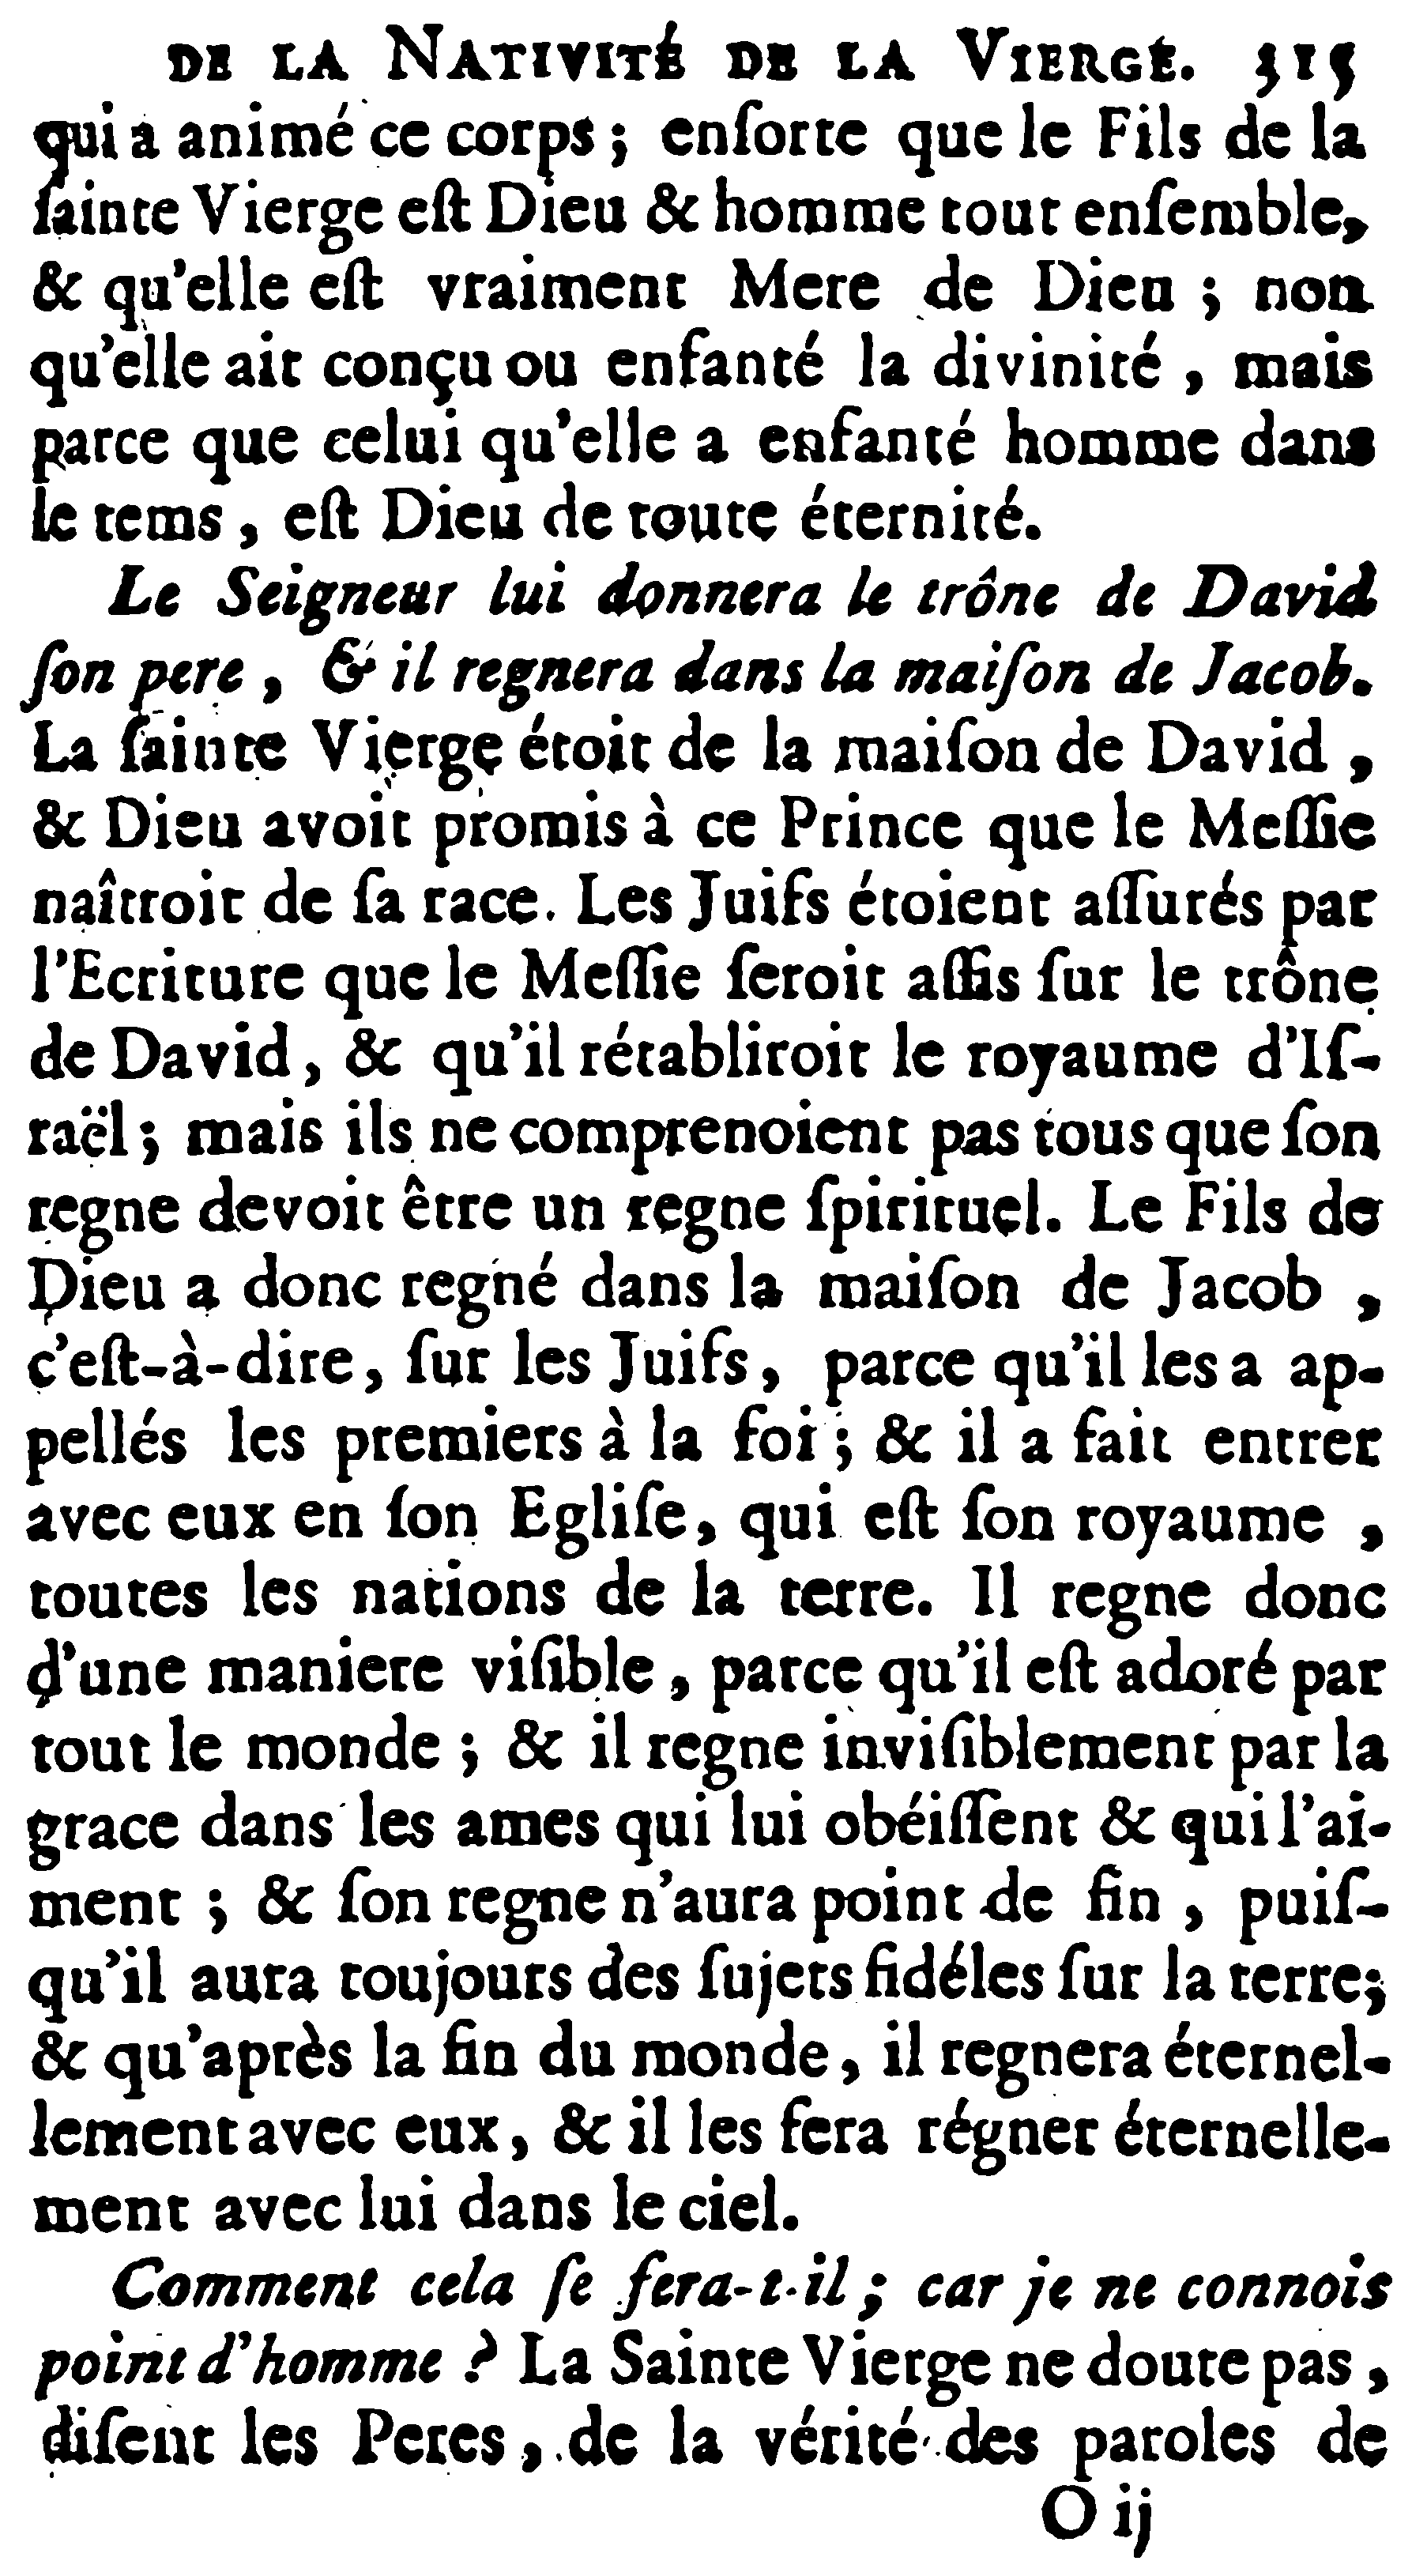 DE LA NATIVITÉ DE LA VIERGE. 315
qui a animé ce corps ; enſorte que le Fils de la
ſainte Vierge eſt Dieu & homme tout enſemble,
& qu'elle eſt vraiment Mere de Dieu ; non
qu'elle ait conçu ou enfanté la divinité , mais
parce que celui qu'elle a enfanté homme dans
le tems , eſt Dieu de toute éternité.
Le Seigneur lui donnera le trône de David
ſon pere , & il regnera dans la maiſon de Jacob.
La ſainte Vierge étoit de la maiſon de David ,
& Dieu avoit promis à ce Prince que le Meſſie
naîtroit de ſa race. Les Juifs étoient aſſurés par
l'Ecriture que le Meſſie ſeroit aſſis ſur le trône
de David, & qu'il rétabliroit le royaume d'Iſ-
raël ; mais ils ne comprenoient pas tous que ſon
regne devoit être un regne ſpirituel. Le Fils de
Dieu a donc regné dans la maiſon de Jacob ,
c'eſt-à-dire, ſur les Juifs, parce qu'il les a ap-
pellés les premiers à la foi ; & il a fait entrer
avec eux en ſon Egliſe, qui eſt ſon royaume ,
toutes les nations de la terre. Il regne donc
d'une maniere viſible , parce qu'il eſt adoré par
tout le monde ; & il regne inviſiblement par la
grace dans les ames qui lui obéiſſent & qui l'ai-
ment ; & ſon regne n'aura point de fin , puiſ-
qu'il aura toujours des ſujets fidéles ſur la terre;
& qu'après la fin du monde, il regnera éternel-
lement avec eux, & il les fera régner éternelle-
ment avec lui dans le ciel.
Comment cela ſe fera-t-il ; car je ne connois
point d'homme ? La Sainte Vierge ne doute pas ,
diſent les Peres, de la vérité des paroles de
O ij